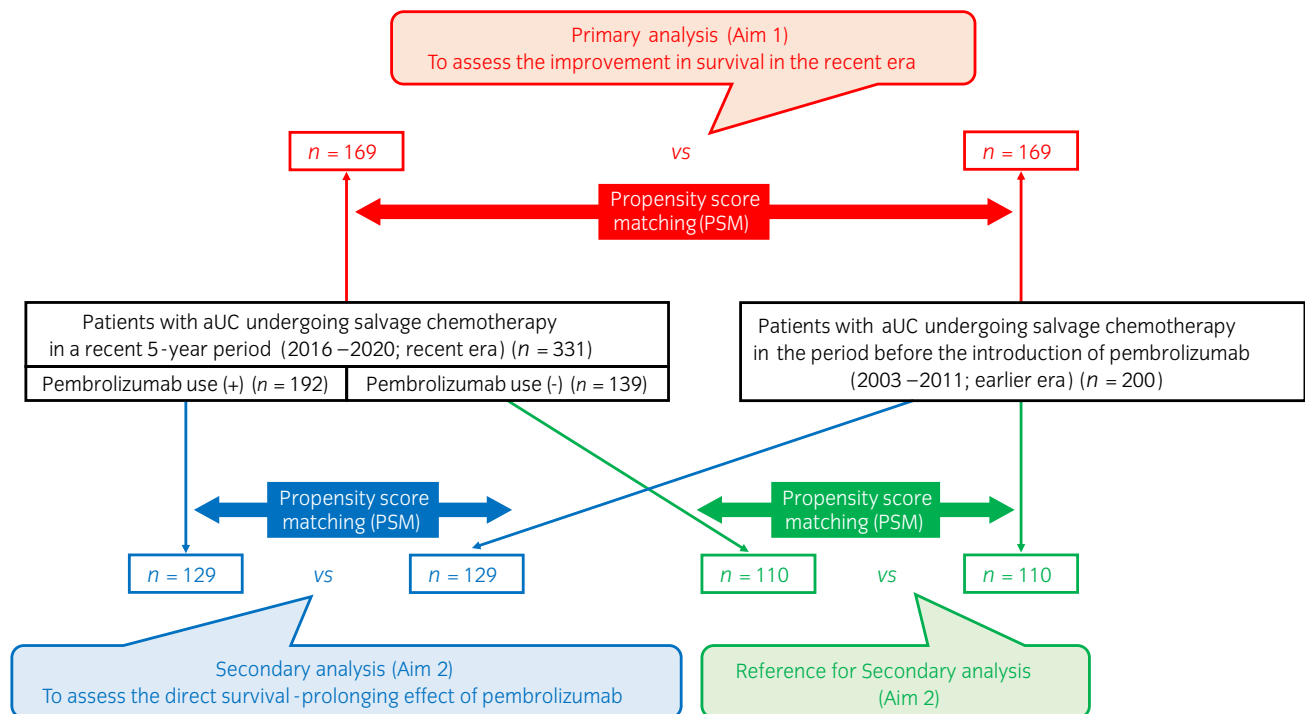 Primary analysis (Aim 1)
To assess the improvement in survival in the recent era
n = 169
vs
n = 169
Propensity score
matching (PSM)
Patients with aUC undergoing salvage chemotherapy
in a recent 5-year period (2016–2020; recent era) (n = 331)
Pembrolizumab use (+) (n = 192)
Pembrolizumab use (-) (n = 139)
Patients with aUC undergoing salvage chemotherapy
in the period before the introduction of pembrolizumab
(2003–2011; earlier era) (n = 200)
Propensity score
matching (PSM)
Propensity score
matching (PSM)
n = 129
vs
n = 129
n = 110
vs
n = 110
Secondary analysis (Aim 2)
To assess the direct survival-prolonging effect of pembrolizumab
Reference for Secondary analysis
(Aim 2)